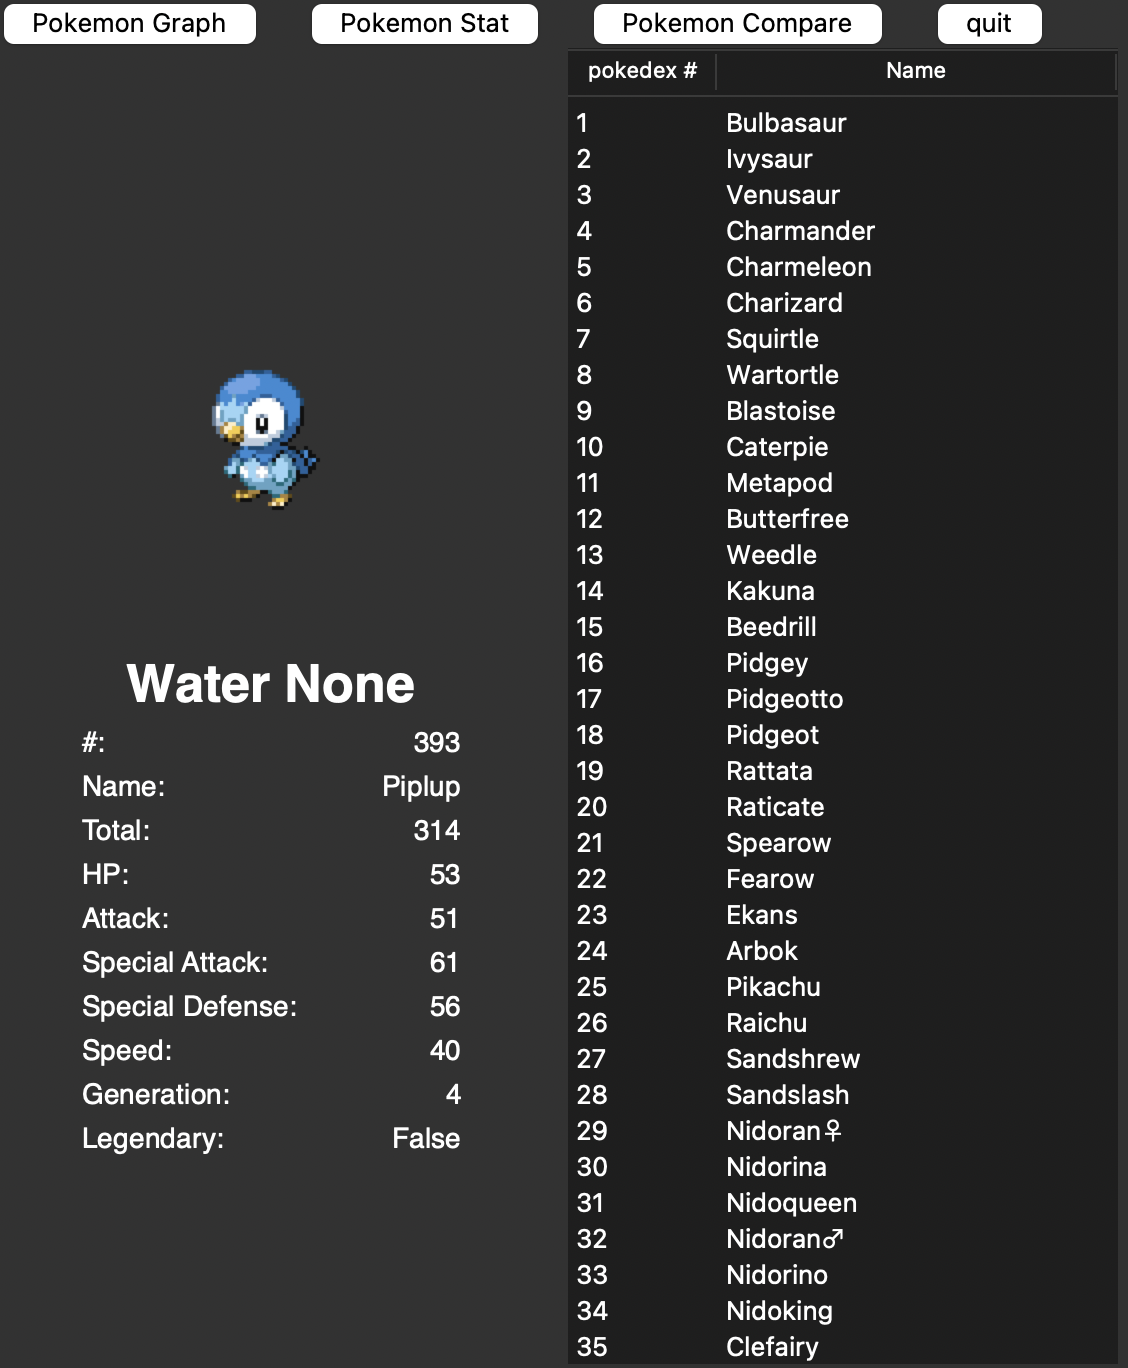 Pokemon Graph Pokemon Stat Pokemon Compare quit
Water None
#: 393
Name: Piplup
Total: 314
HP: 53
Attack: 51
Special Attack: 61
Special Defense: 56
Speed: 40
Generation: 4
Legendary: False
pokedex # Name
1 Bulbasaur
2 Ivysaur
3 Venusaur
4 Charmander
5 Charmeleon
6 Charizard
7 Squirtle
8 Wartortle
9 Blastoise
10 Caterpie
11 Metapod
12 Butterfree
13 Weedle
14 Kakuna
15 Beedrill
16 Pidgey
17 Pidgeotto
18 Pidgeot
19 Rattata
20 Raticate
21 Spearow
22 Fearow
23 Ekans
24 Arbok
25 Pikachu
26 Raichu
27 Sandshrew
28 Sandslash
29 Nidoran♀
30 Nidorina
31 Nidoqueen
32 Nidoran♂
33 Nidorino
34 Nidoking
35 Clefairy